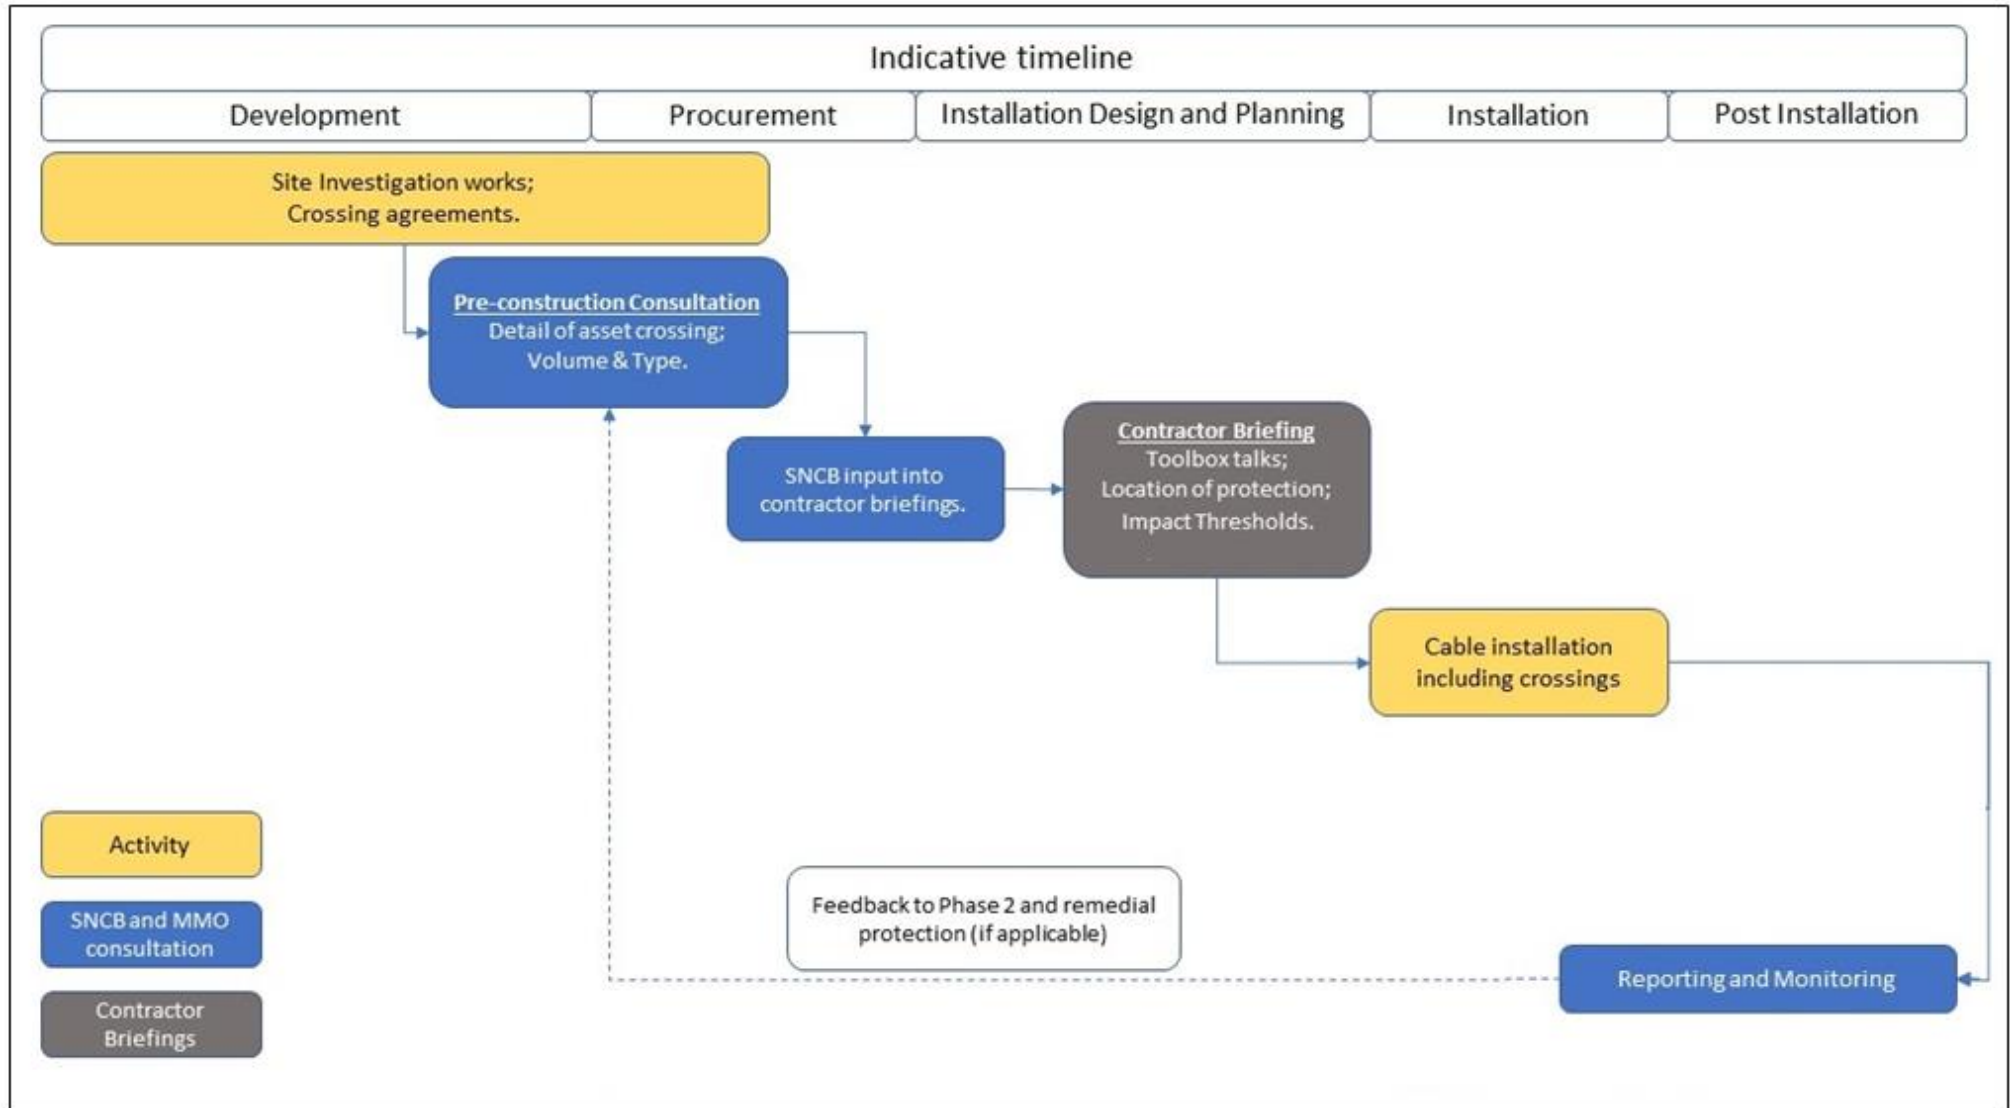 Indicative timeline
Development
Procurement
Installation Design and Planning
Installation
Post Installation
Site Investigation works;
Crossing agreements.
Pre-construction Consultation
Detail of asset crossing;
Volume & Type.
SNCB input into
contractor briefings.
Contractor Briefing
Toolbox talks;
Location of protection;
Impact Thresholds.
Cable installation
including crossings
Activity
SNCB and MMO
consultation
Contractor
Briefings
Feedback to Phase 2 and remedial
protection (if applicable)
Reporting and Monitoring